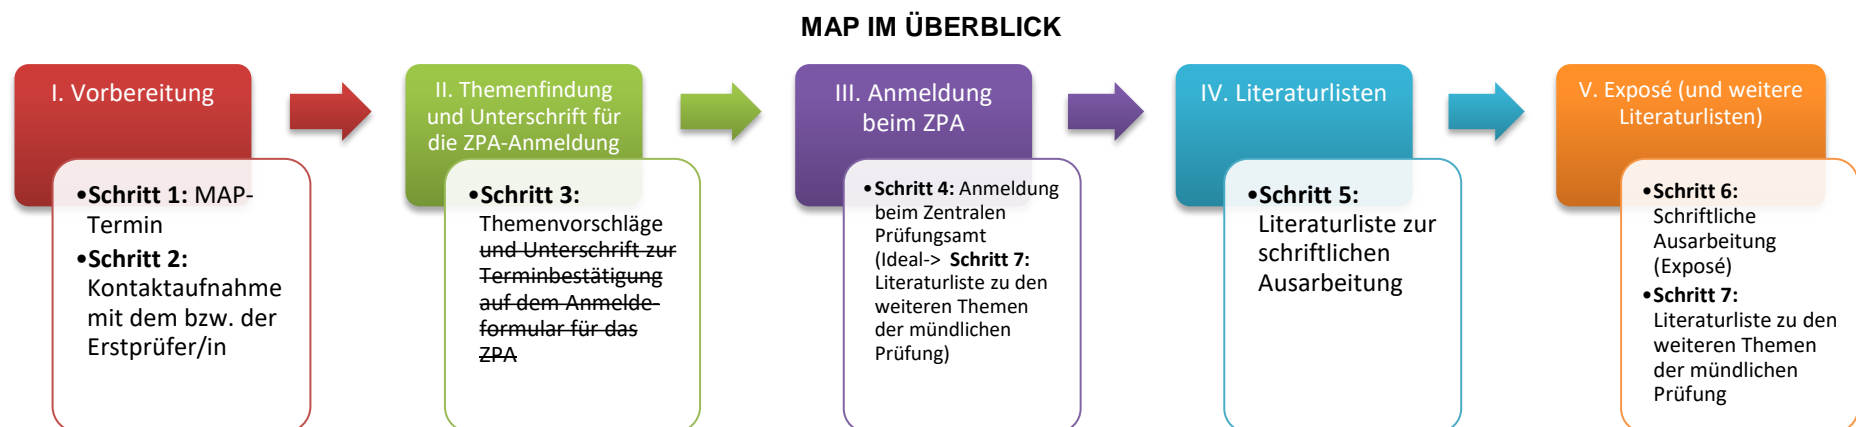 MAP IM ÜBERBLICK
I. Vorbereitung
•Schritt 1: MAP-
Termin
•Schritt 2:
Kontaktaufnahme
mit dem bzw. der
Erstprüfer/in
II. Themenfindung
und Unterschrift für
die ZPA-Anmeldung
•Schritt 3:
Themenvorschläge
und Unterschrift zur
Terminbestätigung
auf dem Anmelde-
formular für das
ZPA
III. Anmeldung
beim ZPA
•Schritt 4: Anmeldung
beim Zentralen
Prüfungsamt
(Ideal-> Schritt 7:
Literaturliste zu den
weiteren Themen
der mündlichen
Prüfung)
IV. Literaturlisten
•Schritt 5:
Literaturliste zur
schriftlichen
Ausarbeitung
V. Exposé (und weitere
Literaturlisten)
•Schritt 6:
Schriftliche
Ausarbeitung
(Exposé)
•Schritt 7:
Literaturliste zu den
weiteren Themen
der mündlichen
Prüfung